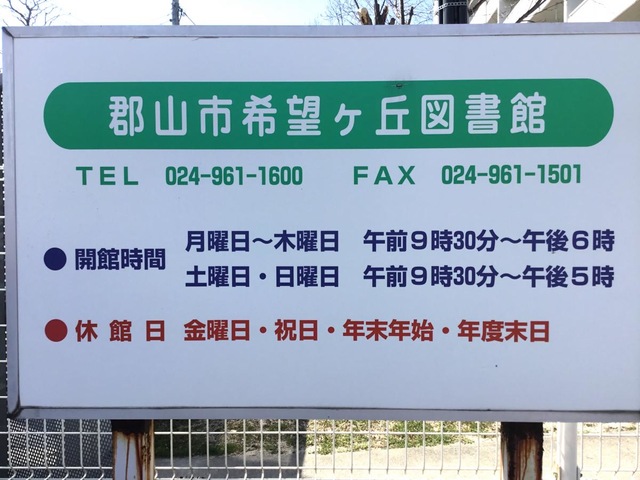 郡山市希望ヶ丘図書館
TEL 024-961-1600 FAX 024-961-1501
●開館時間 月曜日～木曜日 午前9時30分～午後6時
土曜日・日曜日 午前9時30分～午後5時
●休館日 金曜日・祝日・年末年始・年度末日